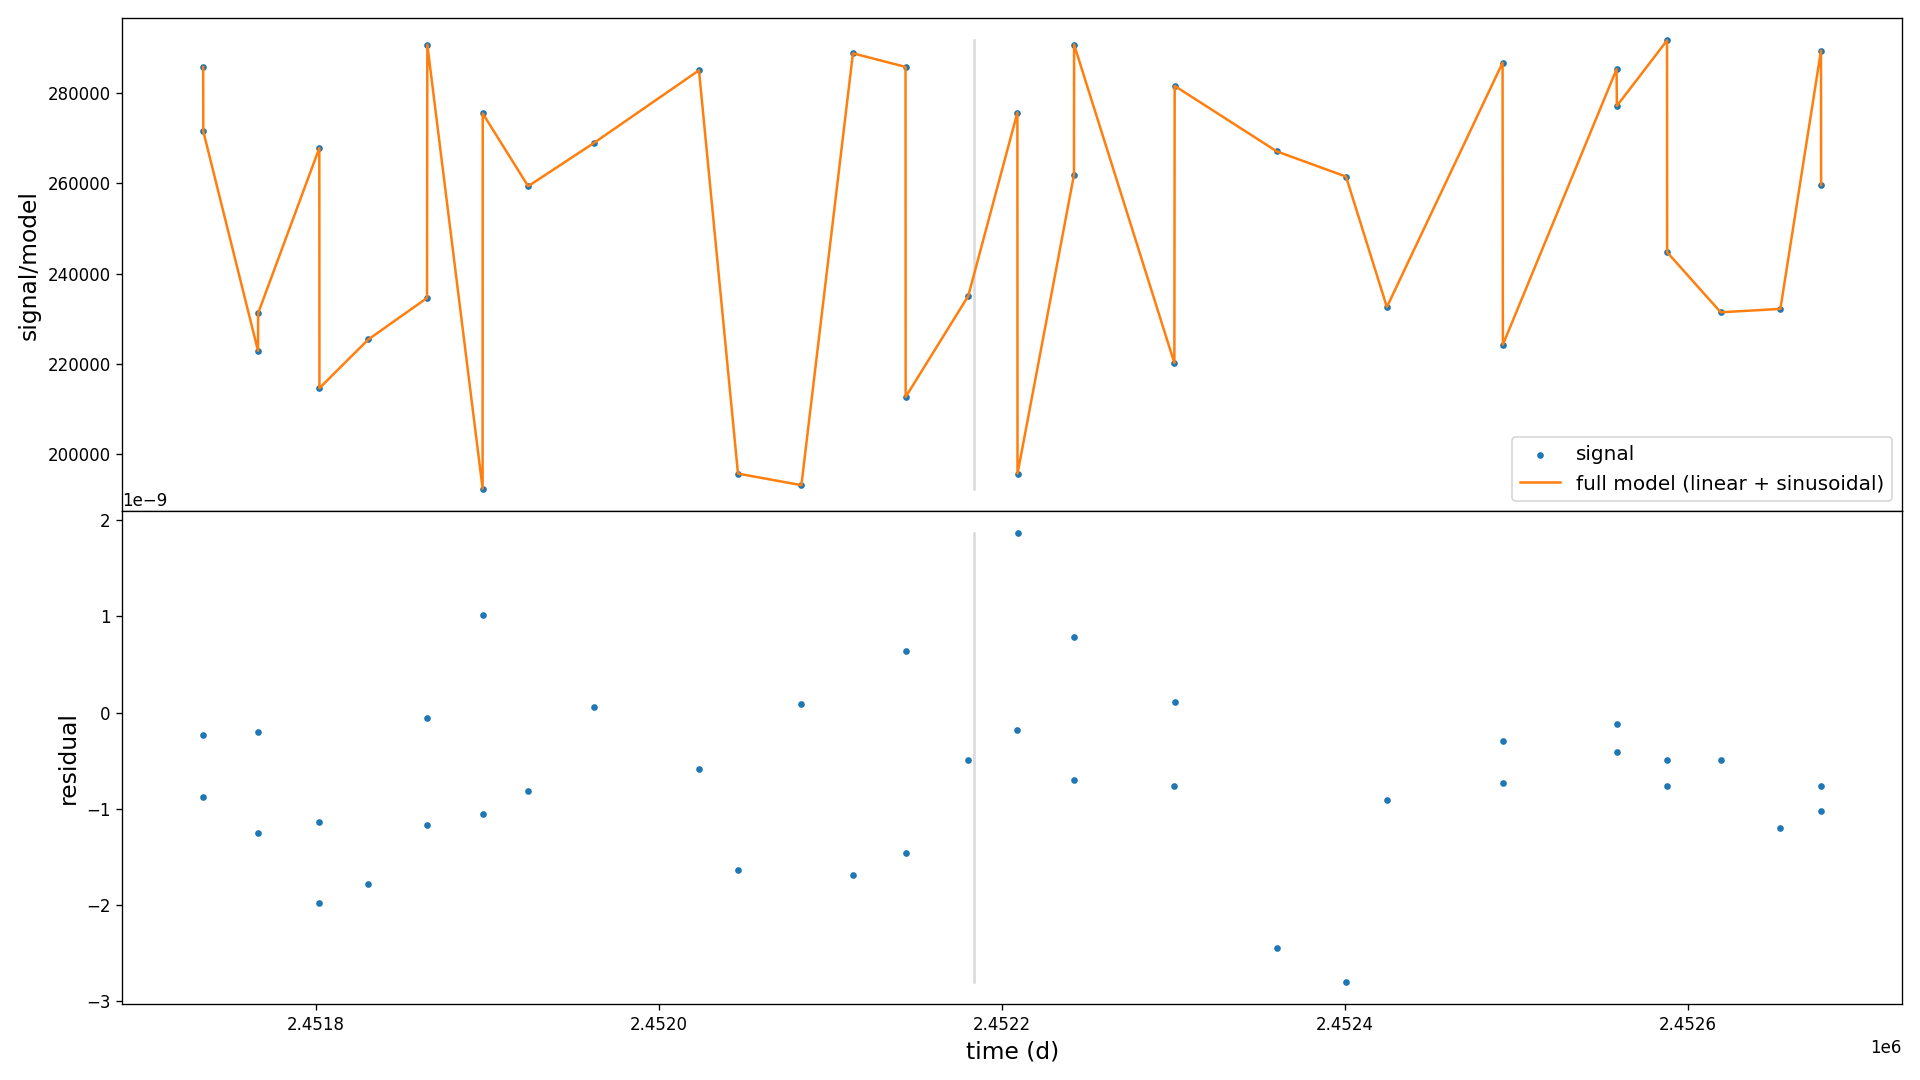 280000
260000
240000
220000
200000
signal/model
signal
full model (linear + sinusoidal)
1e−9
2
1
0
−1
−2
−3
residual
2.4518
2.4520
2.4522
2.4524
2.4526
1e6
time (d)